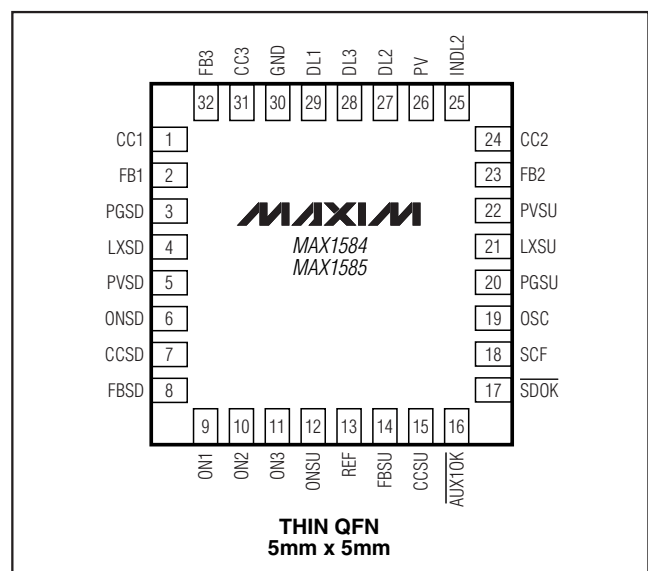 FB3 CC3 GND DL1 DL3 DL2 PV INDL2
32 31 30 29 28 27 26 25
CC1 1
FB1 2
PGSD 3
LXSD 4
PVSD 5
ONSD 6
CCSD 7
FBSD 8
MAXIM
MAX1584
MAX1585
24 CC2
23 FB2
22 PVSU
21 LXSU
20 PGSU
19 OSC
18 SCF
17 SDOK
9 10 11 12 13 14 15 16
ON1 ON2 ON3 ONSU REF FBSU CCSU AUX1OK
THIN QFN
5mm x 5mm